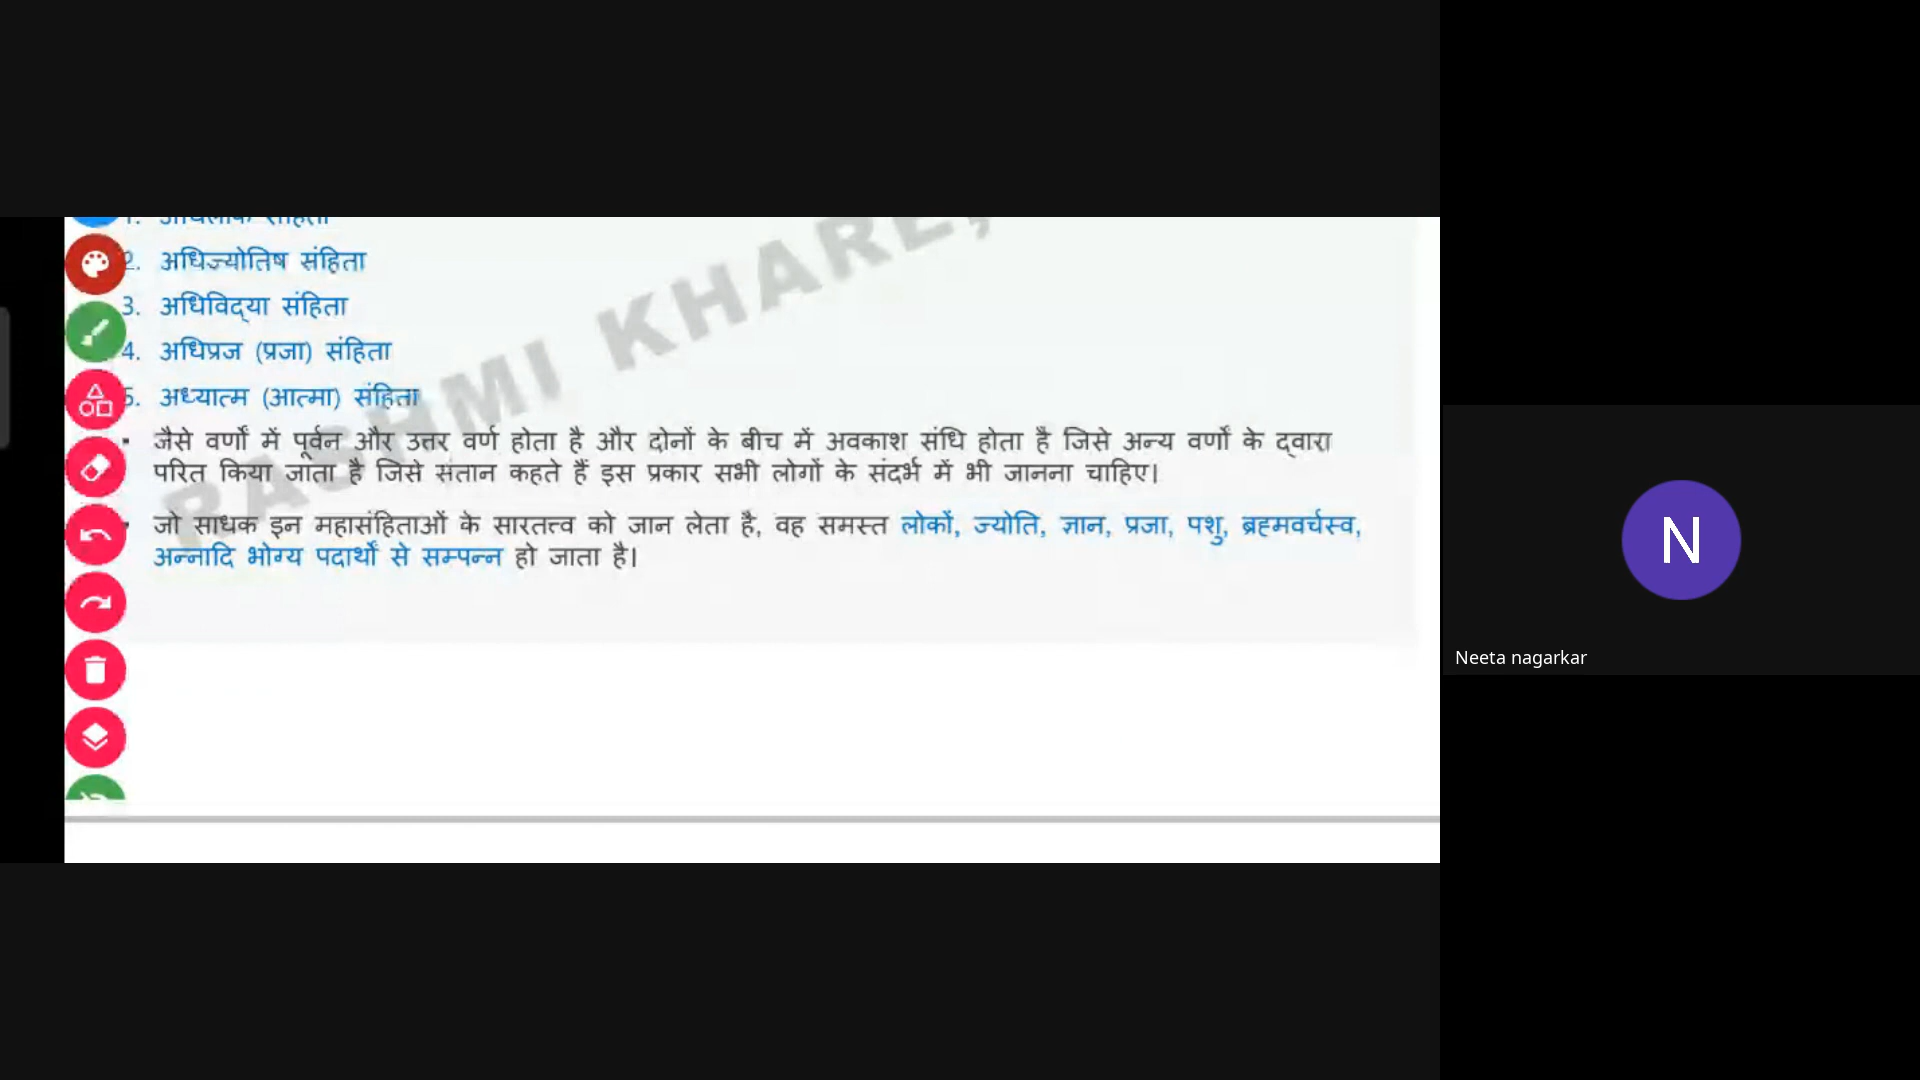 1. अधिलोक संहिता
2. अधिज्योतिष संहिता
3. अधिविद्या संहिता
4. अधिप्रज (प्रजा) संहिता
5. अध्यात्म (आत्मा) संहिता
जैसे वर्णों में पूर्वन और उत्तर वर्ण होता है और दोनों के बीच में अवकाश संधि होता है जिसे अन्य वर्णों के द्वारा
परित किया जाता है जिसे संतान कहते हैं इस प्रकार सभी लोगों के संदर्भ में भी जानना चाहिए।
जो साधक इन महासंहिताओं के सारतत्त्व को जान लेता है, वह समस्त लोकों, ज्योति, ज्ञान, प्रजा, पशु, ब्रह्मवर्चस्व,
अन्नादि भोग्य पदार्थों से सम्पन्न हो जाता है।
RASHMI KHARE,
N
Neeta nagarkar